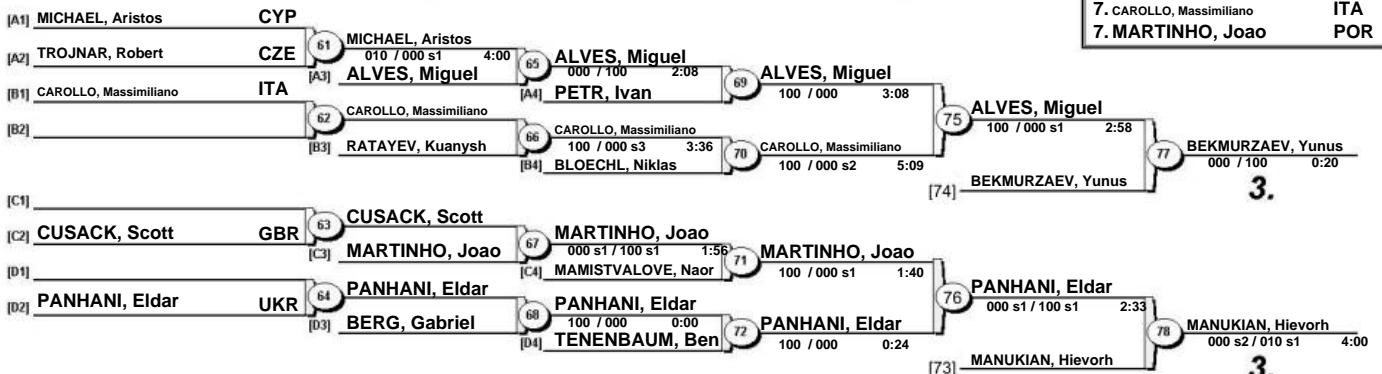 7. CAROLLO, Massimiliano ITA
7. MARTINHO, Joao POR
[A1] MICHAEL, Aristos CYP
61
MICHAEL, Aristos
010 / 000 s1 4:00
[A2] TROJNAR, Robert CZE
[A3] ALVES, Miguel
65
ALVES, Miguel
000 / 100 2:08
[A4] PETR, Ivan
69
ALVES, Miguel
100 / 000 3:08
[B1] CAROLLO, Massimiliano ITA
62
CAROLLO, Massimiliano
[B2]
[B3] RATAYEV, Kuanysh
66
CAROLLO, Massimiliano
100 / 000 s3 3:36
[B4] BLOECHL, Niklas
70
CAROLLO, Massimiliano
100 / 000 s2 5:09
75
ALVES, Miguel
100 / 000 s1 2:58
[74] BEKMURZAEV, Yunus
77
BEKMURZAEV, Yunus
000 / 100 0:20
3.
[C1]
63
CUSACK, Scott
[C2] CUSACK, Scott GBR
[C3] MARTINHO, Joao
67
MARTINHO, Joao
000 s1 / 100 s1 1:56
[C4] MAMISTVALOVE, Naor
71
MARTINHO, Joao
100 / 000 s1 1:40
[D1]
64
PANHANI, Eldar
[D2] PANHANI, Eldar UKR
[D3] BERG, Gabriel
68
PANHANI, Eldar
100 / 000 0:00
[D4] TENENBAUM, Ben
72
PANHANI, Eldar
100 / 000 0:24
76
PANHANI, Eldar
000 s1 / 100 s1 2:33
[73] MANUKIAN, Hievorh
78
MANUKIAN, Hievorh
000 s2 / 010 s1 4:00
3.